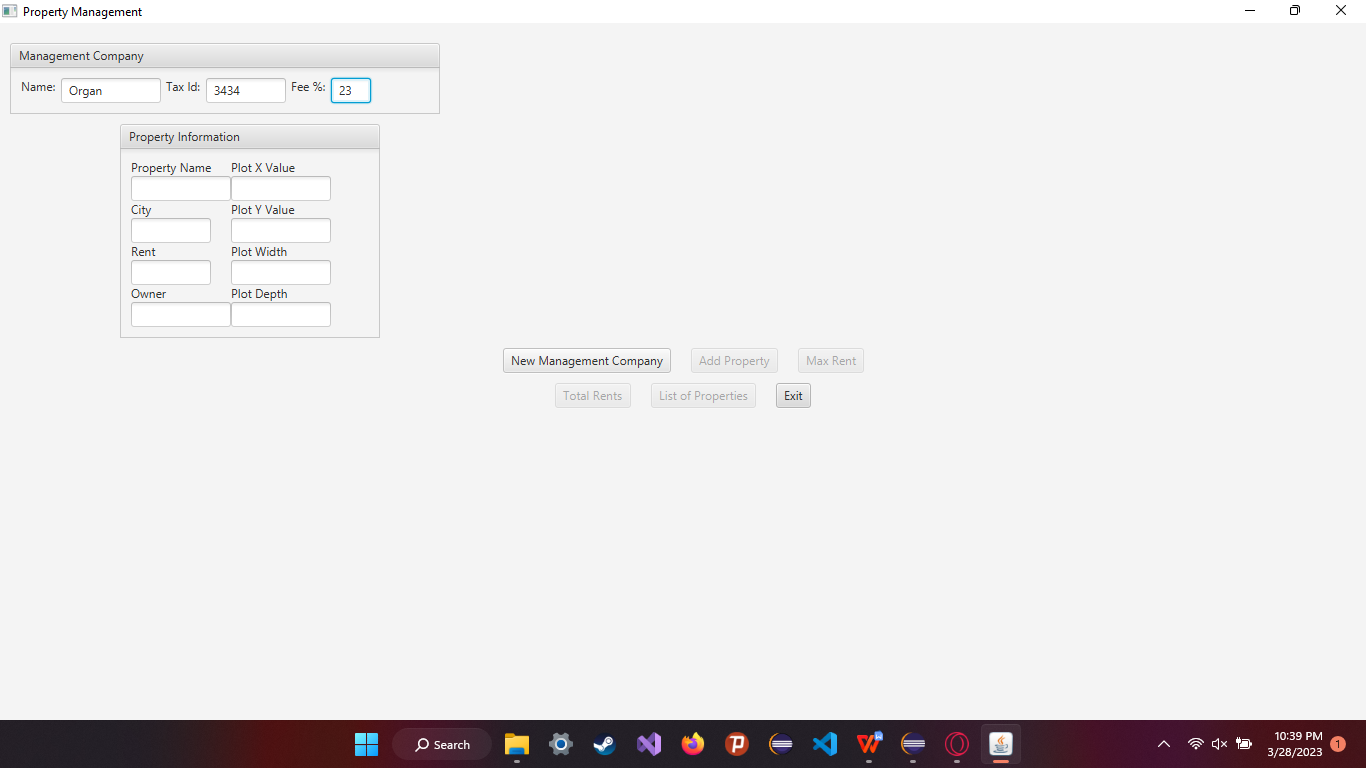 Property Management
Management Company
Name: Organ Tax Id: 3434 Fee %: 23
Property Information
Property Name Plot X Value
City Plot Y Value
Rent Plot Width
Owner Plot Depth
New Management Company Add Property Max Rent
Total Rents List of Properties Exit
Search
10:39 PM
3/28/2023
1